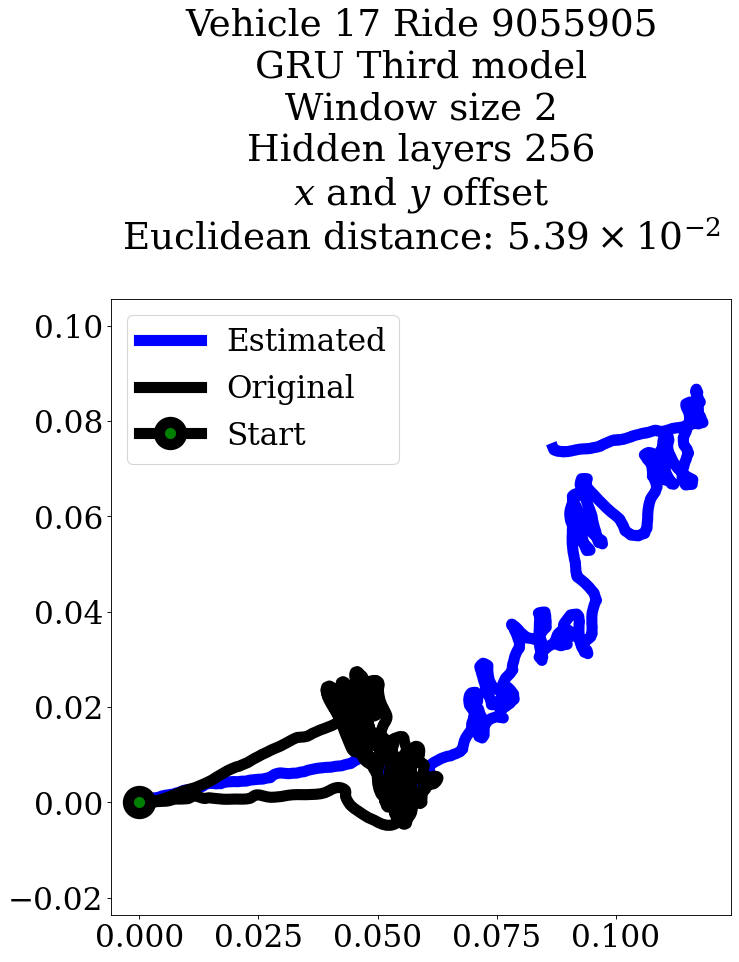 Vehicle 17 Ride 9055905
GRU Third model
Window size 2
Hidden layers 256
x and y offset
Euclidean distance: 5.39 × 10⁻²
Estimated
Original
Start
0.10
0.08
0.06
0.04
0.02
0.00
−0.02
0.000 0.025 0.050 0.075 0.100